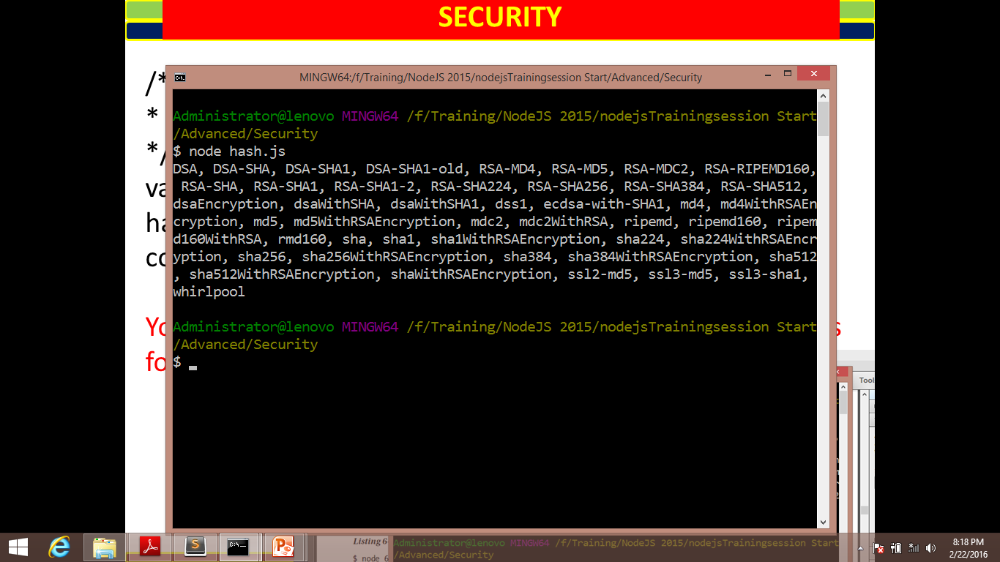 SECURITY
/*
MINGW64:/f/Training/NodeJS 2015/nodejsTrainingsession Start/Advanced/Security
*
Administrator@lenovo MINGW64 /f/Training/NodeJS 2015/nodejsTrainingsession Start
/Advanced/Security
*/
$ node hash.js
DSA, DSA-SHA, DSA-SHA1, DSA-SHA1-old, RSA-MD4, RSA-MD5, RSA-MDC2, RSA-RIPEMD160,
RSA-SHA, RSA-SHA1, RSA-SHA1-2, RSA-SHA224, RSA-SHA256, RSA-SHA384, RSA-SHA512,
dsaEncryption, dsaWithSHA, dsaWithSHA1, dss1, ecdsa-with-SHA1, md4, md4WithRSAEn
cryption, md5, md5WithRSAEncryption, mdc2, mdc2WithRSA, ripemd, ripemd160, ripem
d160WithRSA, rmd160, sha, sha1, sha1WithRSAEncryption, sha224, sha224WithRSAEncr
yption, sha256, sha256WithRSAEncryption, sha384, sha384WithRSAEncryption, sha512
, sha512WithRSAEncryption, shaWithRSAEncryption, ssl2-md5, ssl3-md5, ssl3-sha1,
whirlpool
Administrator@lenovo MINGW64 /f/Training/NodeJS 2015/nodejsTrainingsession Start
/Advanced/Security
$
Tool
Listing 6
$ node 6
Administrator@lenovo MINGW64 /f/Training/NodeJS 2015/nodejsTrainingsession Start
/Advanced/Security
8:18 PM
2/22/2016